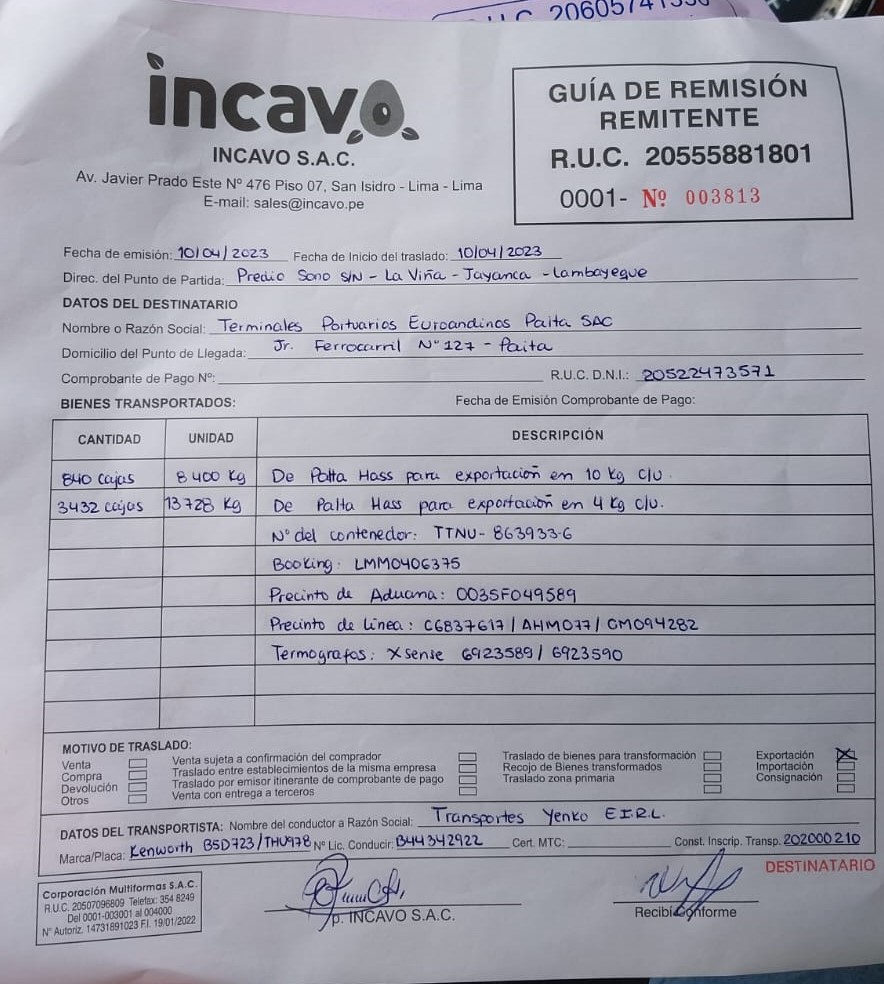 R.U.C. 2060574
incavo
INCAVO S.A.C.
Av. Javier Prado Este Nº 476 Piso 07, San Isidro - Lima - Lima
E-mail: sales@incavo.pe
GUÍA DE REMISIÓN
REMITENTE
R.U.C. 20555881801
0001- Nº 003813
Fecha de emisión: 10/04/2023 Fecha de Inicio del traslado: 10/04/2023
Direc. del Punto de Partida: Predio Sono S/N - La Viña - Jayanca - Lambayeque
DATOS DEL DESTINATARIO
Nombre o Razón Social: Terminales Portuarios Euroandinos Paita SAC
Domicilio del Punto de Llegada: Jr. Ferrocarril Nº 127 - Paita
Comprobante de Pago Nº: R.U.C. D.N.I.: 20522473571
BIENES TRANSPORTADOS: Fecha de Emisión Comprobante de Pago:
CANTIDAD UNIDAD DESCRIPCIÓN
840 cajas 8 400 Kg De Palta Hass para exportación en 10 Kg c/u.
3432 cajas 13 728 Kg De Palta Hass para exportación en 4 Kg c/u.
Nº del contenedor: TTNU- 863933-6
Booking: LMM0406375
Precinto de Aduana: 0035F049589
Precinto de Linea: C6837617 / AHM077 / CM094282
Termografos: Xsense 6923589 / 6923590
MOTIVO DE TRASLADO:
Venta
Compra
Devolución
Otros
Venta sujeta a confirmación del comprador
Traslado entre establecimientos de la misma empresa
Traslado por emisor itinerante de comprobante de pago
Venta con entrega a terceros
Traslado de bienes para transformación
Recojo de Bienes transformados
Traslado zona primaria
Exportación X
Importación
Consignación
DATOS DEL TRANSPORTISTA: Nombre del conductor a Razón Social: Transportes Yenko E.I.R.L.
Marca/Placa: Kenworth B5D723/THU978 Nº Lic. Conducir: B44342922 Cert. MTC: Const. Inscrip. Transp. 202000210
DESTINATARIO
Corporación Multiformas S.A.C.
R.U.C. 20507096809 Telefax: 354 8249
Del 0001-003001 al 004000
Nº Autoriz. 14731891023 F.I. 19/01/2022
p. INCAVO S.A.C.
Recibí Conforme